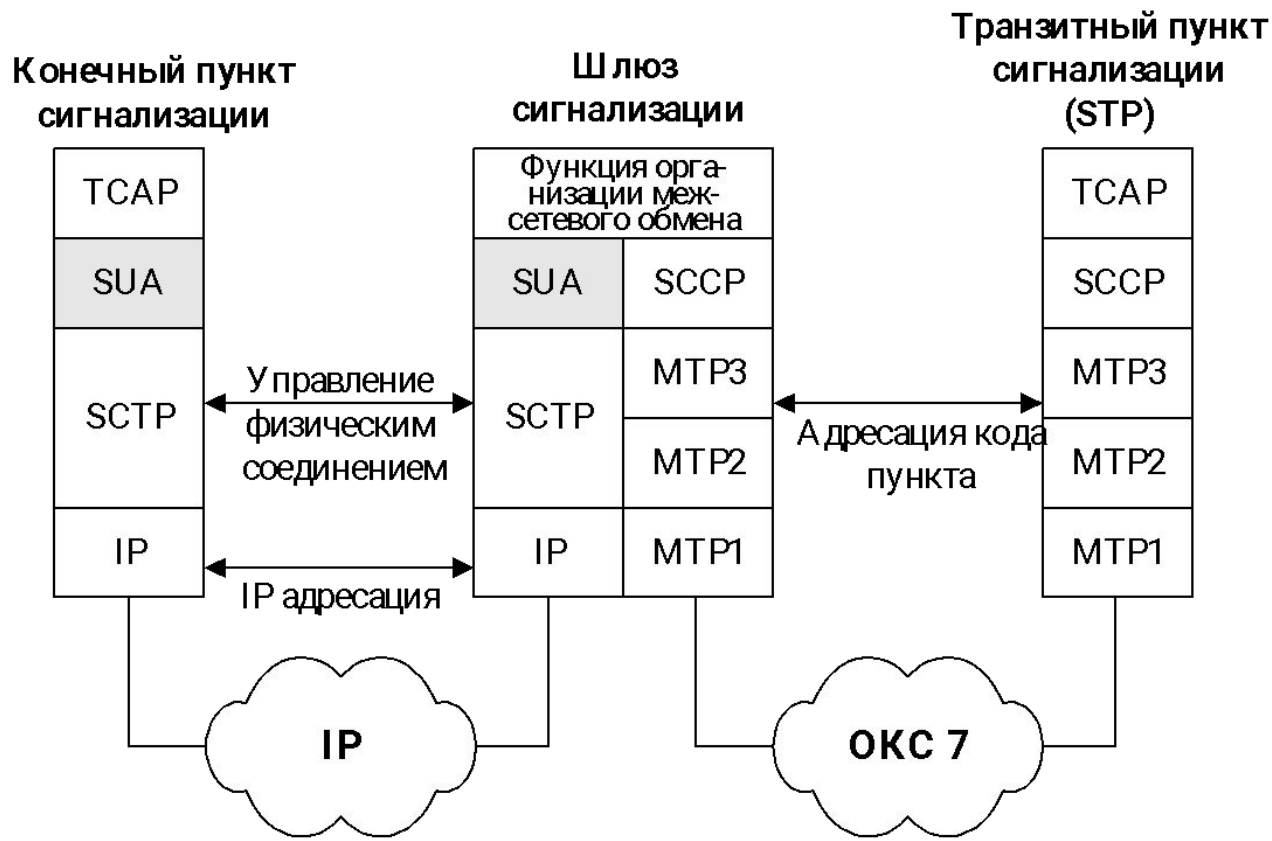 Конечный пункт
сигнализации
Шлюз
сигнализации
Транзитный пункт
сигнализации
(STP)
TCAP
SUA
SCTP
IP
Управление
физическим
соединением
IP адресация
Функция орга-
низации меж-
сетевого обмена
SUA
SCCP
SCTP
MTP3
MTP2
IP
MTP1
Адресация кода
пункта
TCAP
SCCP
MTP3
MTP2
MTP1
IP
ОКС 7